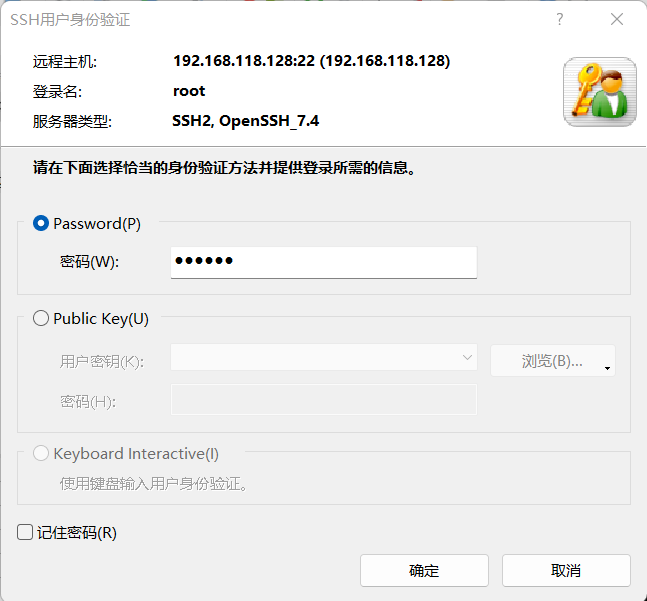 SSH用户身份验证
?
远程主机: 192.168.118.128:22 (192.168.118.128)
登录名: root
服务器类型: SSH2, OpenSSH_7.4
请在下面选择恰当的身份验证方法并提供登录所需的信息。
Password(P)
密码(W): ●●●●●●
Public Key(U)
用户密钥(K): 浏览(B)...
密码(H):
Keyboard Interactive(I)
使用键盘输入用户身份验证。
记住密码(R)
确定 取消